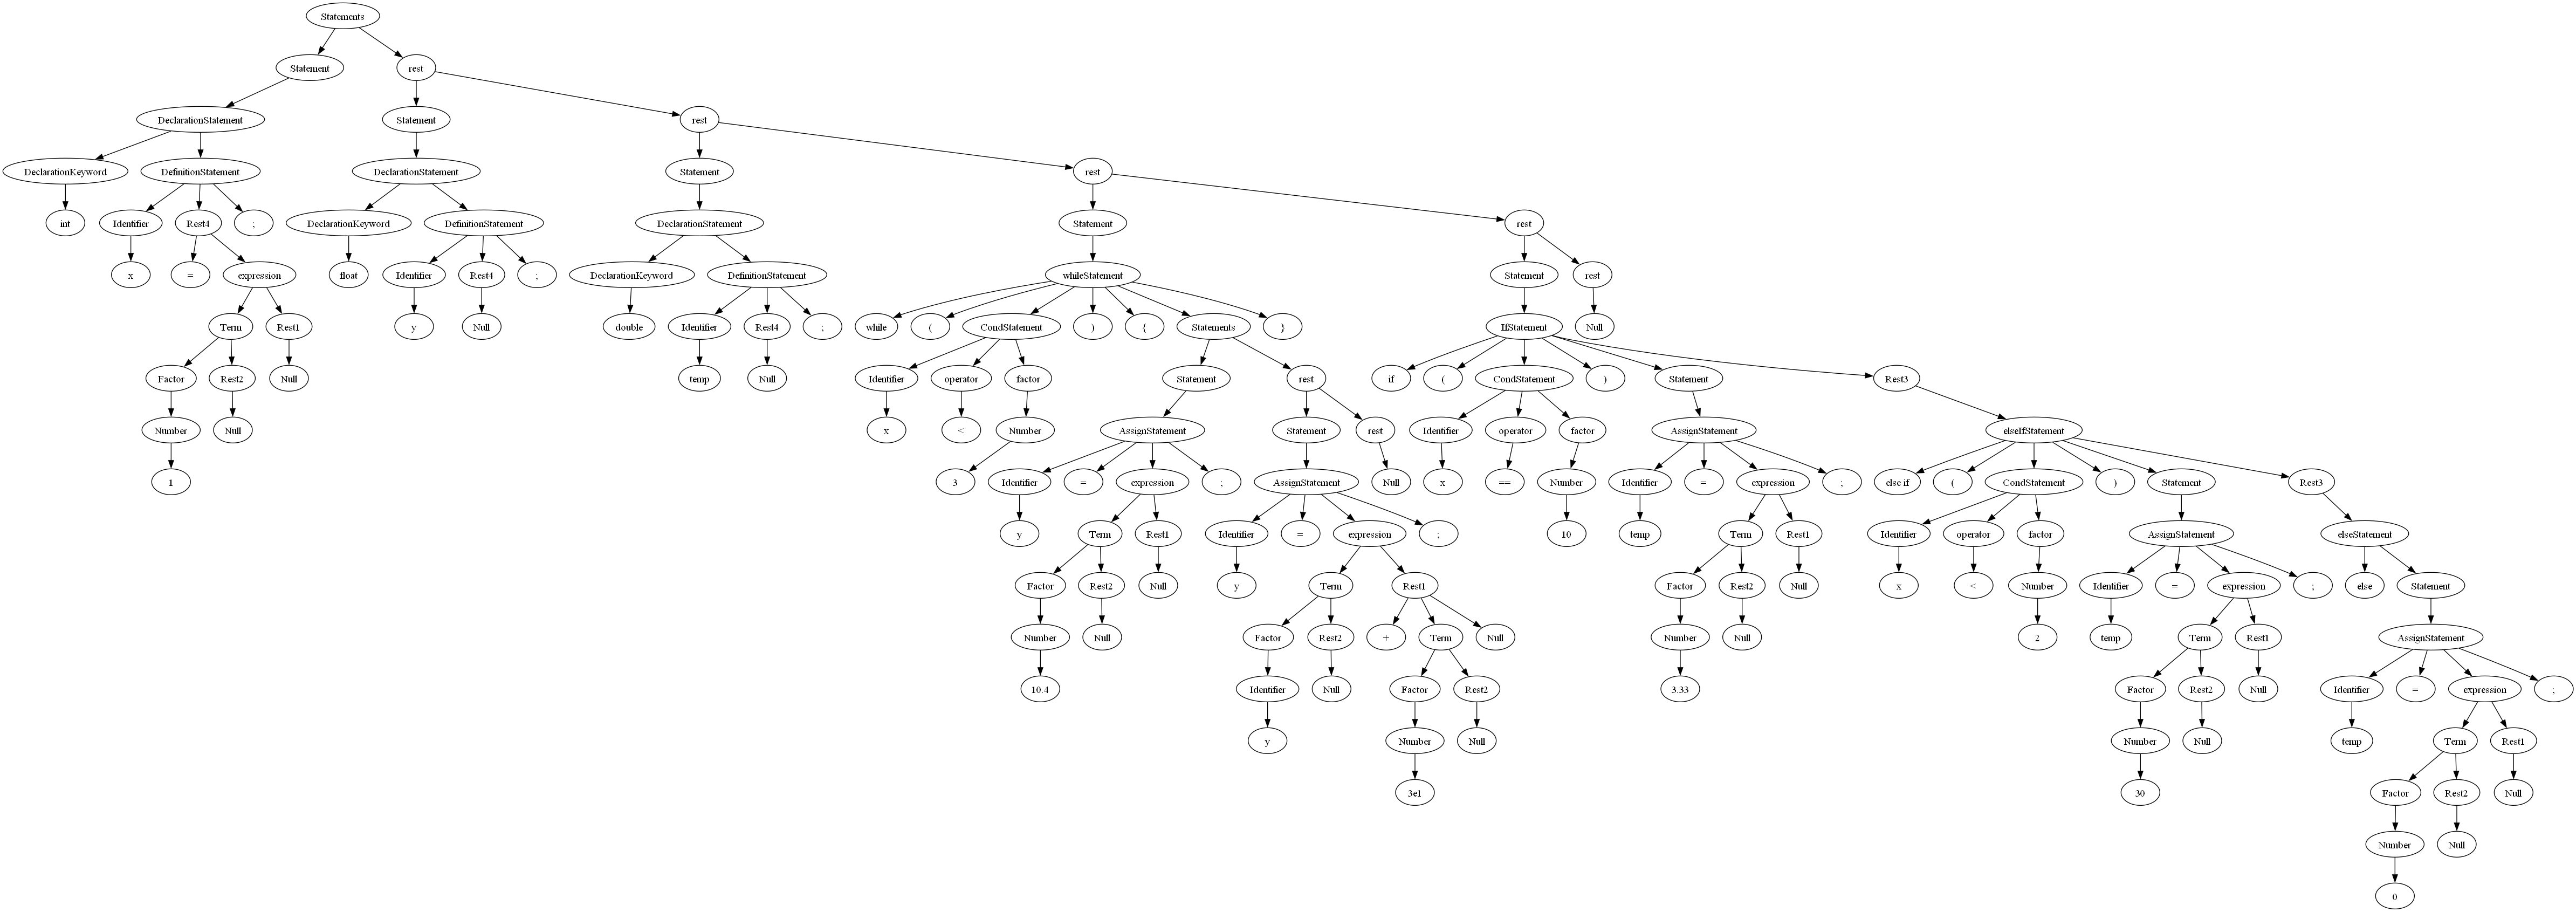 Statements
Statement rest
DeclarationStatement Statement rest
DeclarationKeyword DefinitionStatement DeclarationStatement Statement rest
int Identifier Rest4 ; DeclarationKeyword DefinitionStatement DeclarationStatement Statement rest
x = expression float Identifier Rest4 ; DeclarationKeyword DefinitionStatement whileStatement Statement rest
Term Rest1 y Null double Identifier Rest4 ; while ( CondStatement ) { Statements } IfStatement Null
Factor Rest2 Null temp Null Identifier operator factor Statement rest if ( CondStatement ) Statement Rest3
Number Null x < Number AssignStatement Statement rest Identifier operator factor AssignStatement elseIfStatement
1 3 Identifier = expression ; AssignStatement Null x == Number Identifier = expression ; else if ( CondStatement ) Statement Rest3
y Term Rest1 Identifier = expression ; 10 temp Term Rest1 Identifier operator factor AssignStatement elseStatement
Factor Rest2 Null y Term Rest1 Factor Rest2 Null x < Number Identifier = expression ; else Statement
Number Null Factor Rest2 + Term Null Number Null 2 temp Term Rest1 AssignStatement
10.4 Identifier Null Factor Rest2 3.33 Factor Rest2 Null Identifier = expression ;
y Number Null Number Null temp Term Rest1
3e1 30 Factor Rest2 Null
Number Null
0